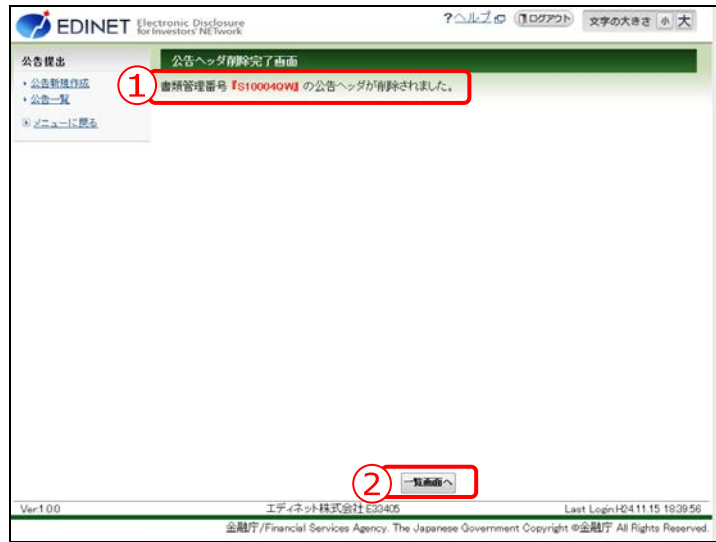 EDINET Electronic Disclosure for Investors' NETwork
?ヘルプ ログアウト 文字の大きさ 小 大
公告提出
公告新規作成
公告一覧
メニューに戻る
公告ヘッダ削除完了画面
① 書類管理番号『S10004QW』の公告ヘッダが削除されました。
② 一覧画面へ
Ver.1.0.0 エディネット株式会社 E33405 Last Login:H24.11.15 18:39:56
金融庁/Financial Services Agency. The Japanese Government Copyright ©金融庁 All Rights Reserved.